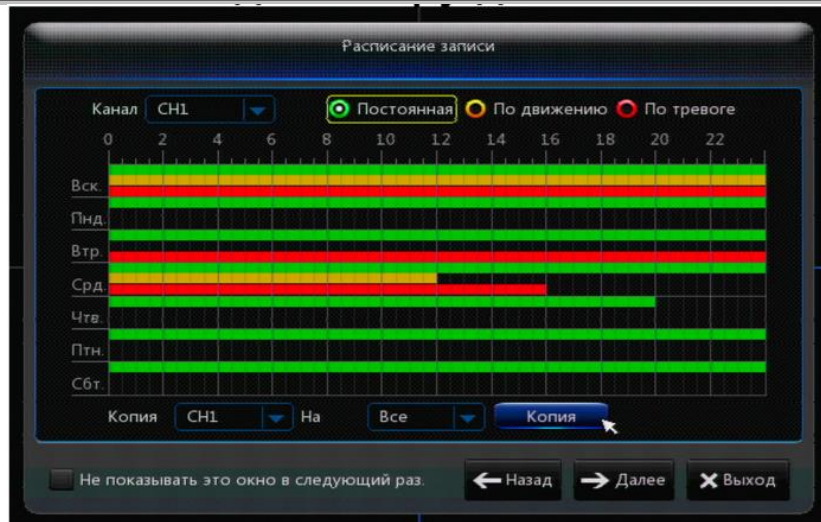 Расписание записи
Канал CH1 Постоянная По движению По тревоге
0 2 4 6 8 10 12 14 16 18 20 22
Вск.
Пнд.
Втр.
Срд.
Чтв.
Птн.
Сбт.
Копия CH1 На Все Копия
Не показывать это окно в следующий раз. Назад Далее Выход